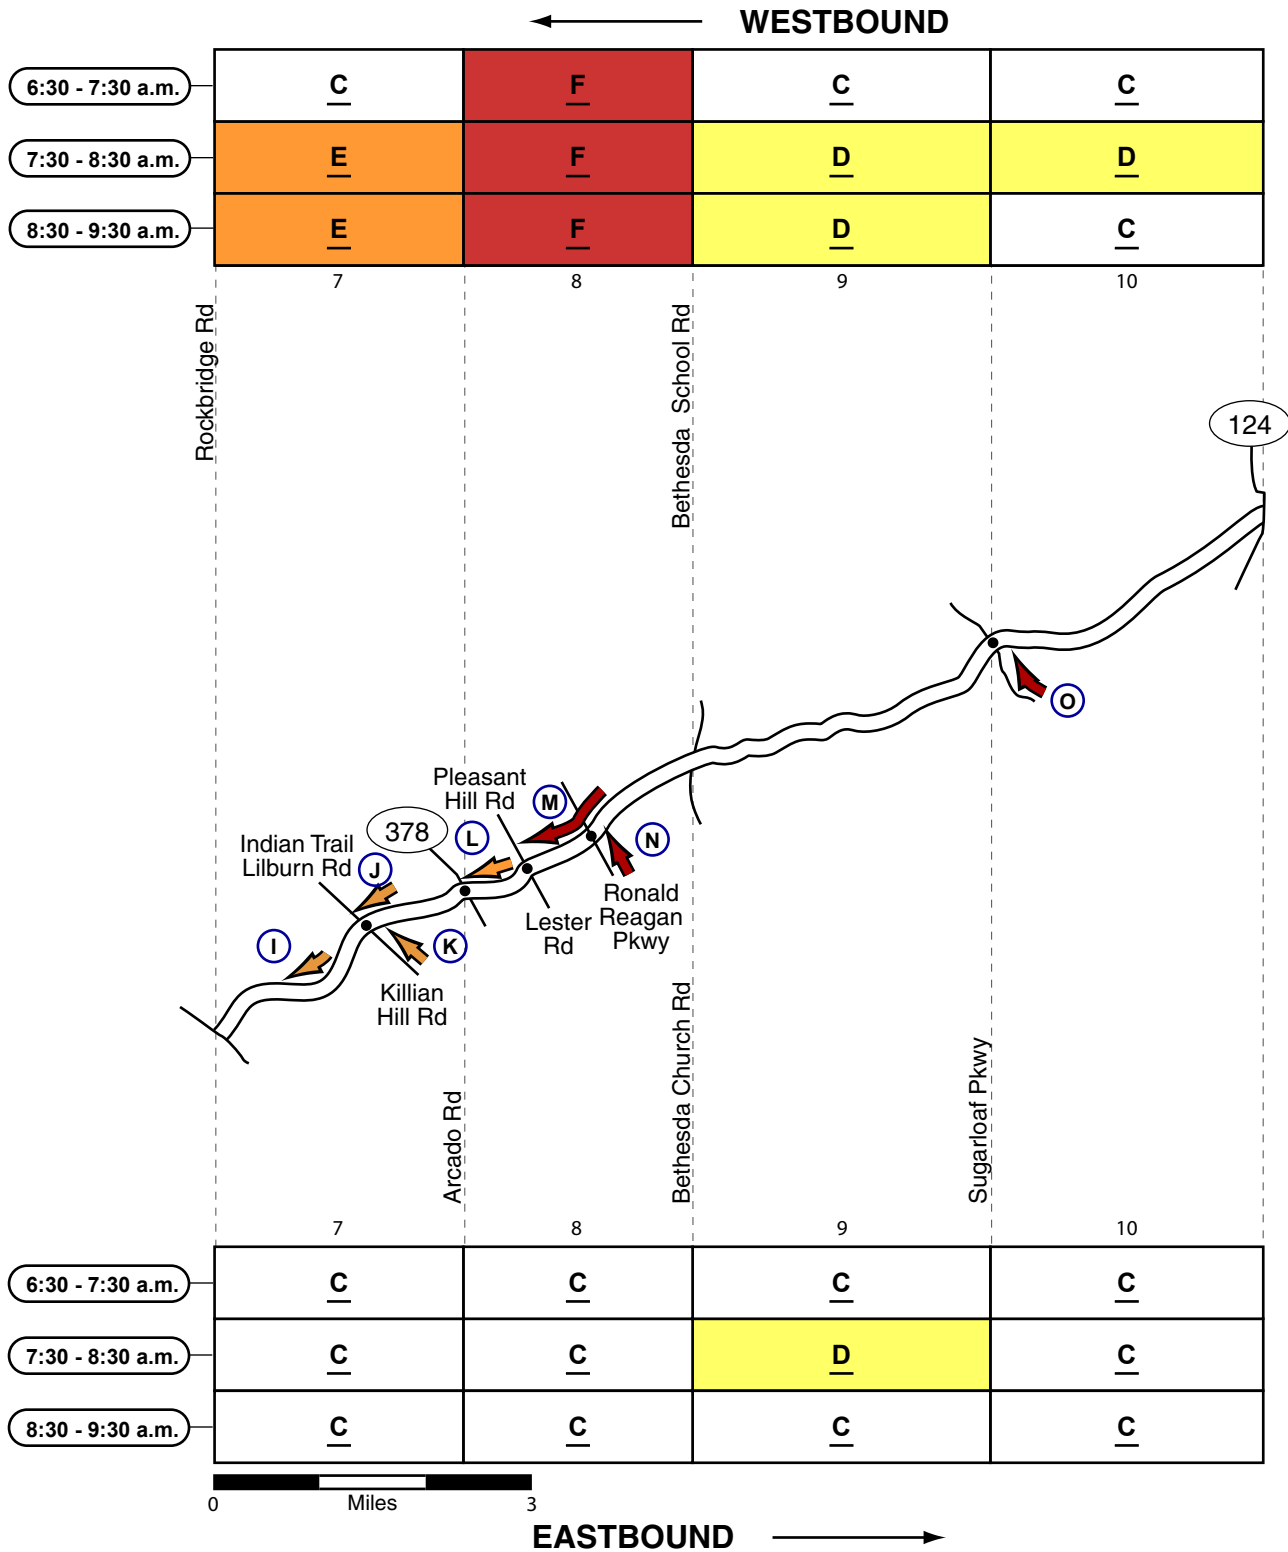 WESTBOUND
6:30 - 7:30 a.m. C F C C
7:30 - 8:30 a.m. E F D D
8:30 - 9:30 a.m. E F D C
7 8 9 10
Rockbridge Rd
Bethesda School Rd
124
O
Pleasant
Hill Rd
M
L
378
N
Indian Trail
Lilburn Rd
J
I
K
Ronald
Reagan
Pkwy
Lester
Rd
Killian
Hill Rd
Arcado Rd
Bethesda Church Rd
Sugarloaf Pkwy
7 8 9 10
6:30 - 7:30 a.m. C C C C
7:30 - 8:30 a.m. C C D C
8:30 - 9:30 a.m. C C C C
0 Miles 3
EASTBOUND